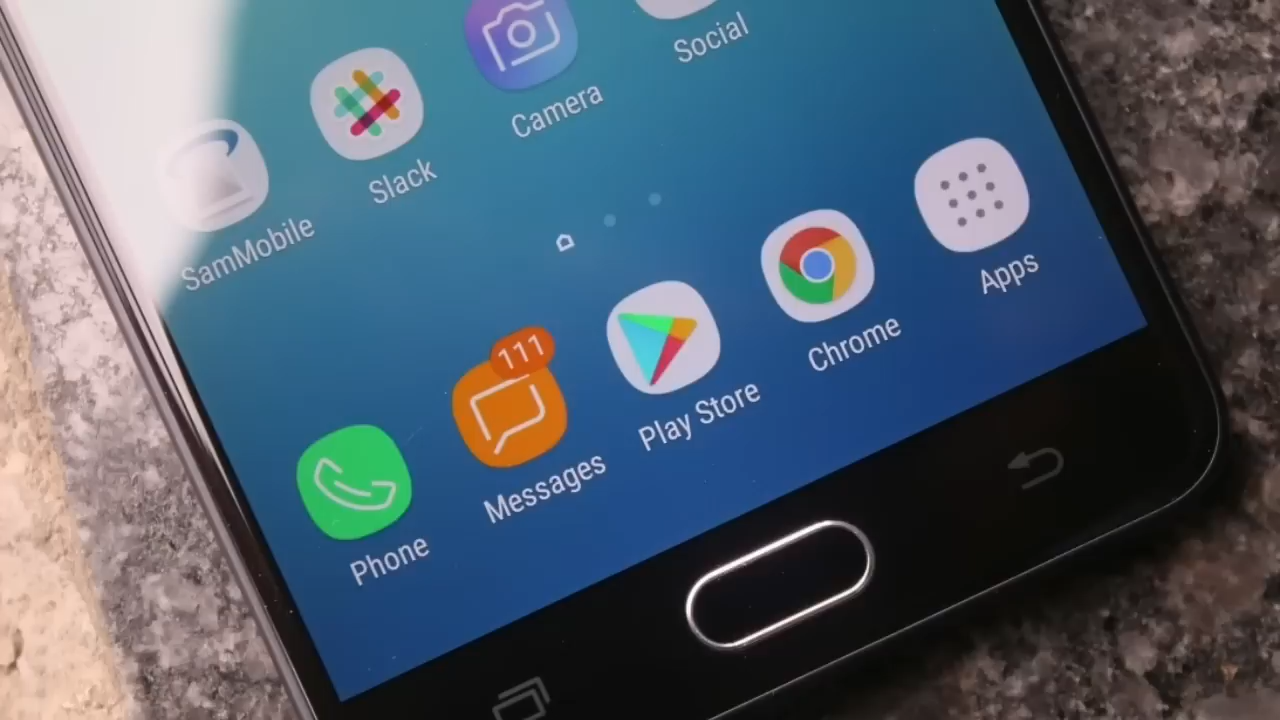 Social
Camera
Slack
SamMobile
Apps
Chrome
Play Store
111
Messages
Phone